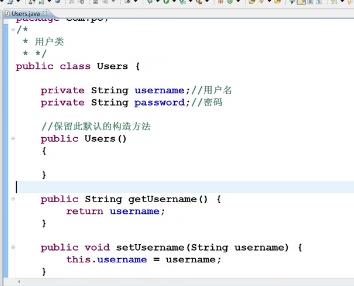 Users.java
package com.po;
/*
 * 用户类
 * */
public class Users {
private String username;//用户名
private String password;//密码
//保留此默认的构造方法
public Users()
{
}
public String getUsername() {
return username;
}
public void setUsername(String username) {
this.username = username;
}